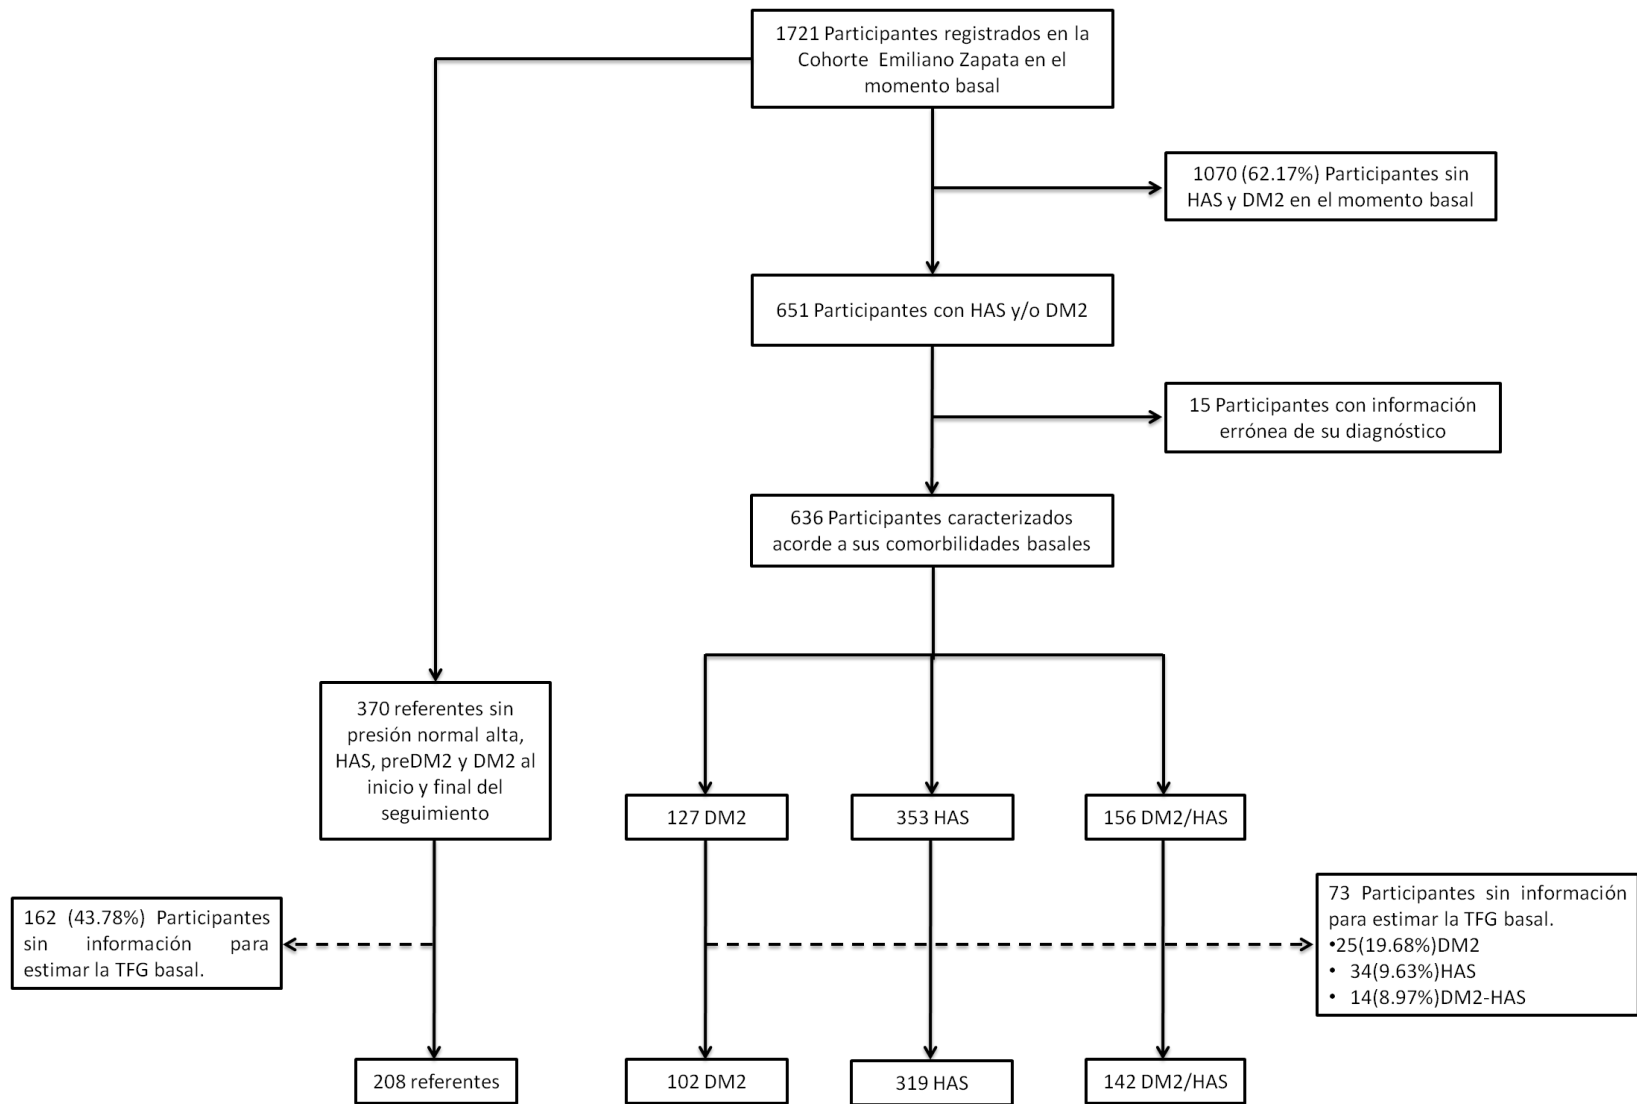 1721 Participantes registrados en la
Cohorte Emiliano Zapata en el
momento basal
1070 (62.17%) Participantes sin
HAS y DM2 en el momento basal
651 Participantes con HAS y/o DM2
15 Participantes con información
errónea de su diagnóstico
636 Participantes caracterizados
acorde a sus comorbilidades basales
370 referentes sin
presión normal alta,
HAS, preDM2 y DM2 al
inicio y final del
seguimiento
127 DM2
353 HAS
156 DM2/HAS
162 (43.78%) Participantes
sin información para
estimar la TFG basal.
73 Participantes sin información
para estimar la TFG basal.
•25(19.68%)DM2
• 34(9.63%)HAS
• 14(8.97%)DM2-HAS
208 referentes
102 DM2
319 HAS
142 DM2/HAS